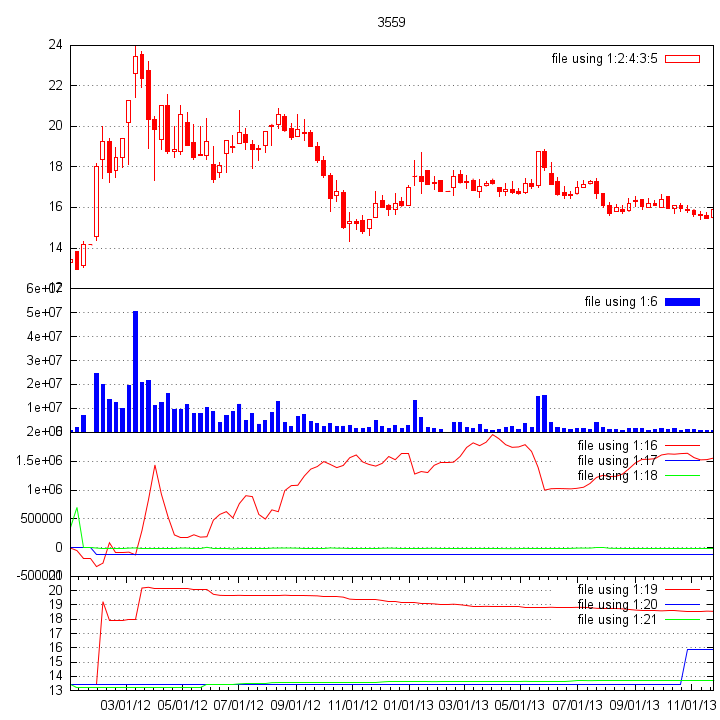 3559
24
file using 1:2:4:3:5
22
20
18
16
14
12
6e+07
file using 1:6
5e+07
4e+07
3e+07
2e+07
1e+07
0
2e+06
file using 1:16
1.5e+06
file using 1:17
file using 1:18
1e+06
500000
0
-500000
20
file using 1:19
19
file using 1:20
18
file using 1:21
17
16
15
14
13
03/01/12 05/01/12 07/01/12 09/01/12 11/01/12 01/01/13 03/01/13 05/01/13 07/01/13 09/01/13 11/01/13